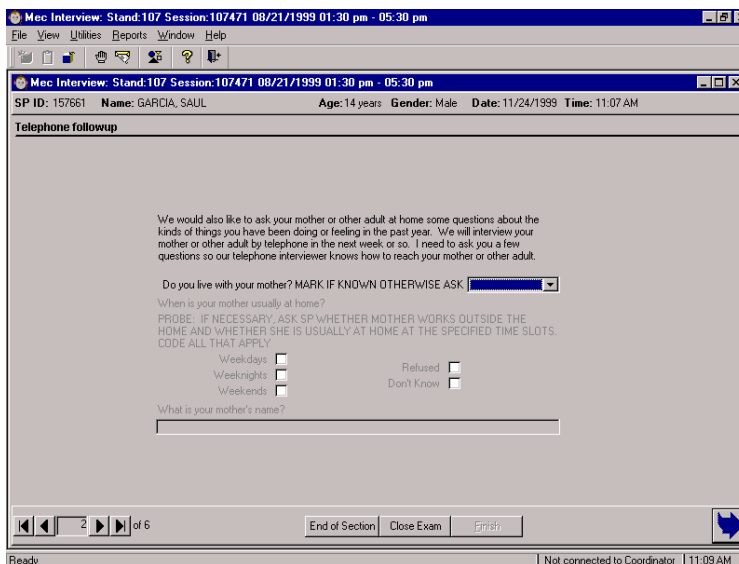 Mec Interview: Stand:107 Session:107471 08/21/1999 01:30 pm - 05:30 pm
File View Utilities Reports Window Help
Mec Interview: Stand:107 Session:107471 08/21/1999 01:30 pm - 05:30 pm
SP ID: 157661 Name: GARCIA, SAUL Age: 14 years Gender: Male Date: 11/24/1999 Time: 11:07 AM
Telephone followup
We would also like to ask your mother or other adult at home some questions about the
kinds of things you have been doing or feeling in the past year. We will interview your
mother or other adult by telephone in the next week or so. I need to ask you a few
questions so our telephone interviewer knows how to reach your mother or other adult.
Do you live with your mother? MARK IF KNOWN OTHERWISE ASK
When is your mother usually at home?
PROBE: IF NECESSARY, ASK SP WHETHER MOTHER WORKS OUTSIDE THE
HOME AND WHETHER SHE IS USUALLY AT HOME AT THE SPECIFIED TIME SLOTS.
CODE ALL THAT APPLY
Weekdays
Refused
Weeknights
Don't Know
Weekends
What is your mother's name?
2 of 6 End of Section Close Exam Finish
Ready Not connected to Coordinator 11:09 AM